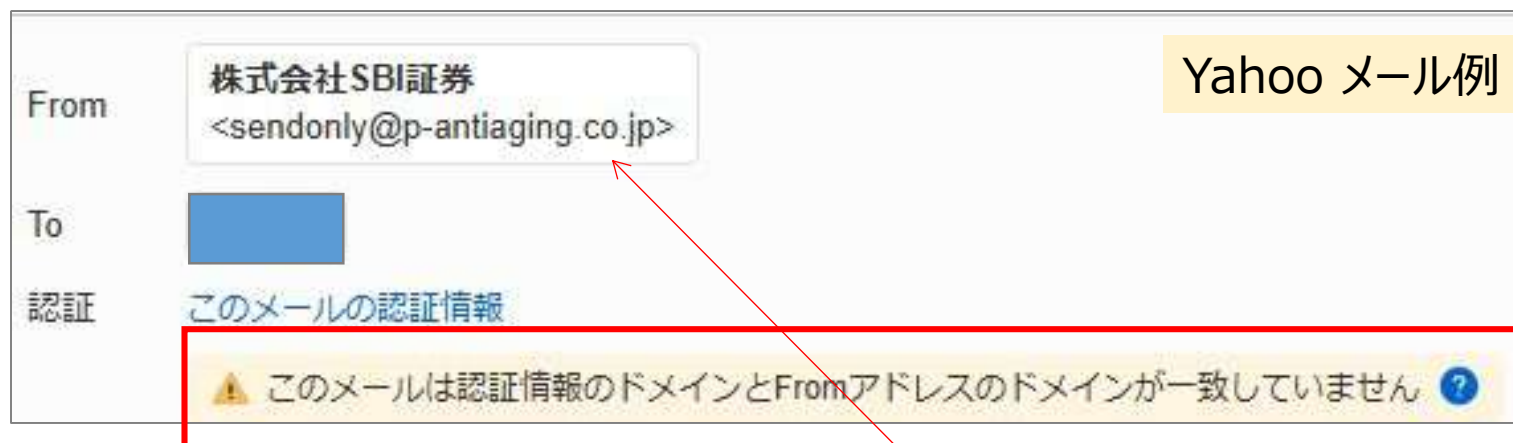 Yahoo メール例
From
株式会社SBI証券
<sendonly@p-antiaging.co.jp>
To
認証
このメールの認証情報
このメールは認証情報のドメインとFromアドレスのドメインが一致していません ?